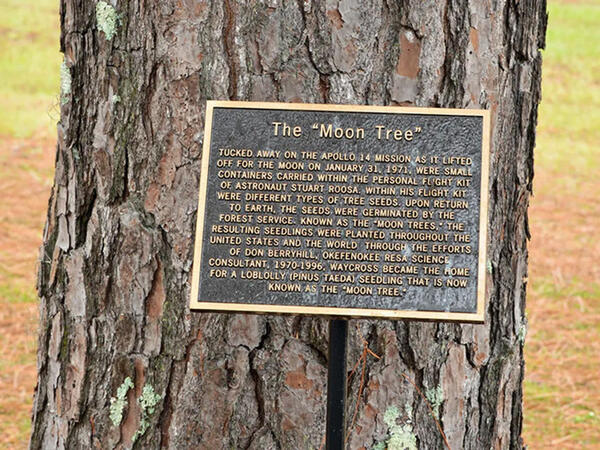 The "Moon Tree"
TUCKED AWAY ON THE APOLLO 14 MISSION AS IT LIFTED
OFF FOR THE MOON ON JANUARY 31, 1971, WERE SMALL
CONTAINERS CARRIED WITHIN THE PERSONAL FLIGHT KIT
OF ASTRONAUT STUART ROOSA. WITHIN HIS FLIGHT KIT
WERE DIFFERENT TYPES OF TREE SEEDS. UPON RETURN
TO EARTH, THE SEEDS WERE GERMINATED BY THE
FOREST SERVICE. KNOWN AS THE "MOON TREES," THE
RESULTING SEEDLINGS WERE PLANTED THROUGHOUT THE
UNITED STATES AND THE WORLD. THROUGH THE EFFORTS
OF DON BERRYHILL, OKEFENOKEE RESA SCIENCE
CONSULTANT, 1970-1996, WAYCROSS BECAME THE HOME
FOR A LOBLOLLY (PINUS TAEDA) SEEDLING THAT IS NOW
KNOWN AS THE "MOON TREE."